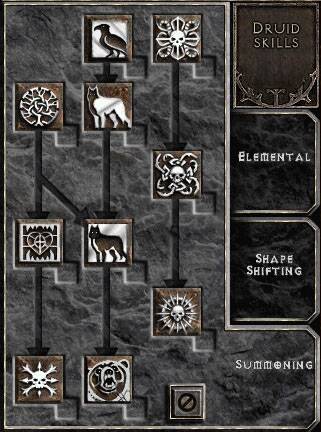 DRUID
SKILLS
ELEMENTAL
SHAPE
SHIFTING
SUMMONING